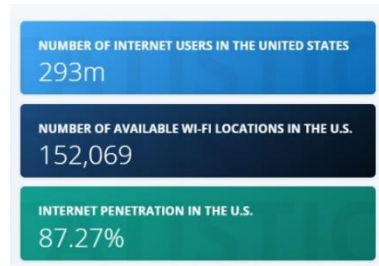 NUMBER OF INTERNET USERS IN THE UNITED STATES
293m
NUMBER OF AVAILABLE WI-FI LOCATIONS IN THE U.S.
152,069
INTERNET PENETRATION IN THE U.S.
87.27%